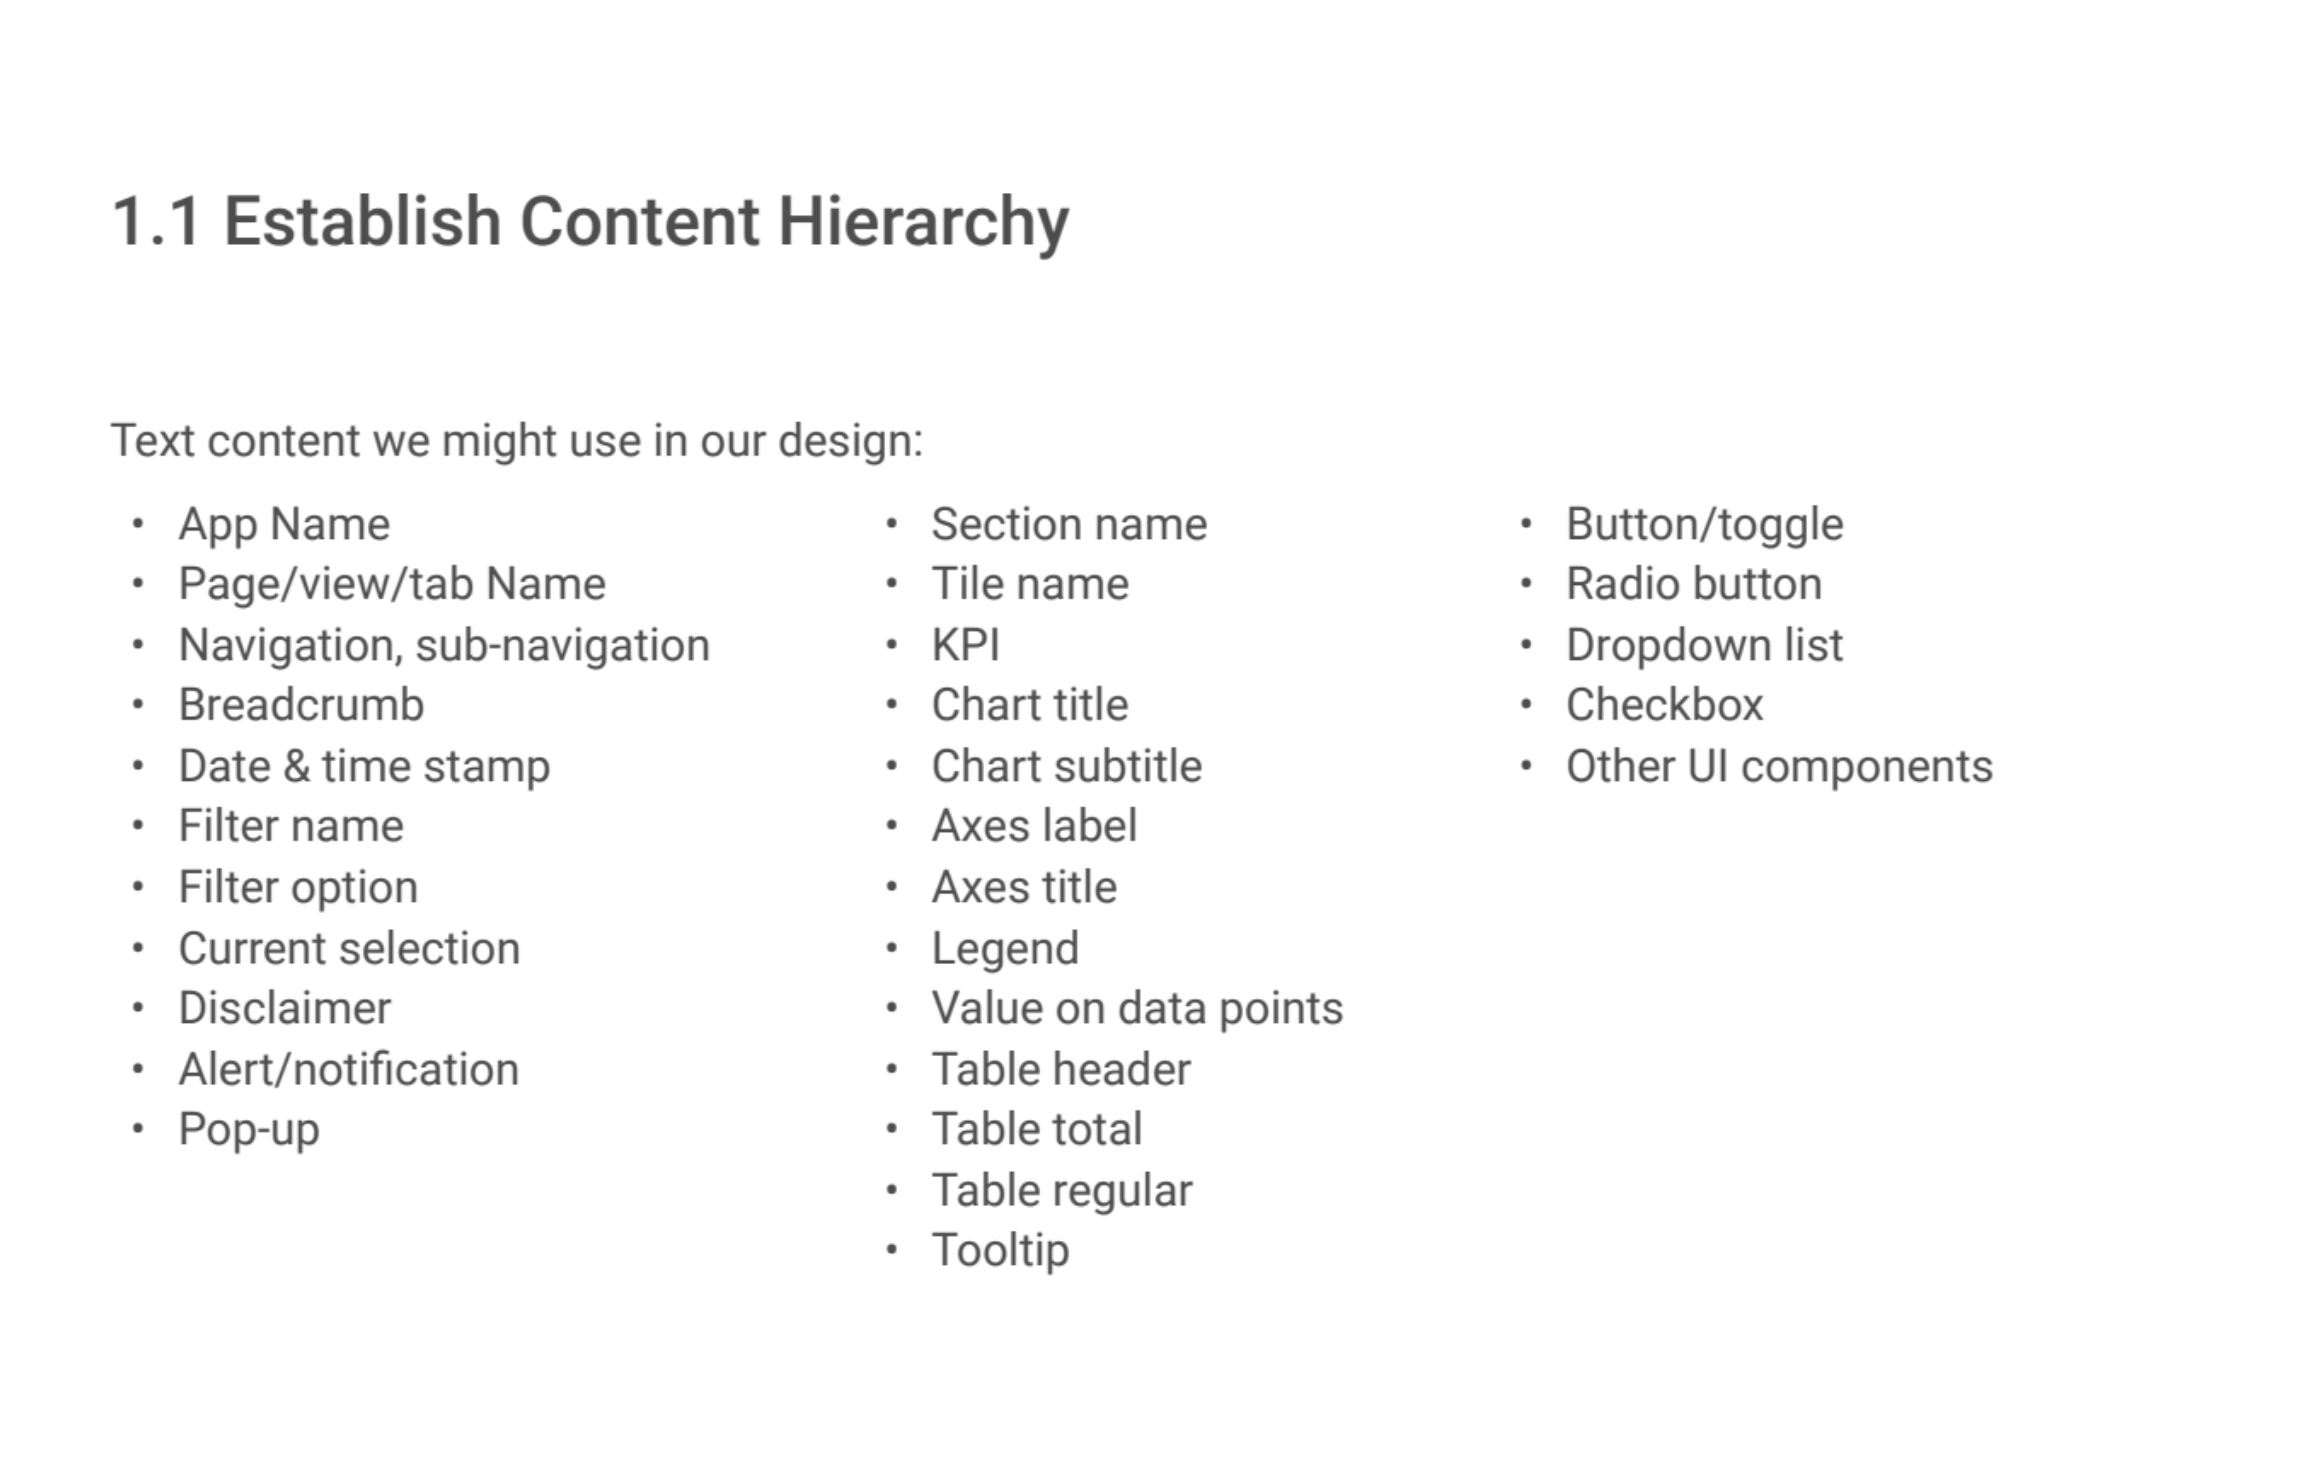 1.1 Establish Content Hierarchy
Text content we might use in our design:
• App Name
• Page/view/tab Name
• Navigation, sub-navigation
• Breadcrumb
• Date & time stamp
• Filter name
• Filter option
• Current selection
• Disclaimer
• Alert/notification
• Pop-up
• Section name
• Tile name
• KPI
• Chart title
• Chart subtitle
• Axes label
• Axes title
• Legend
• Value on data points
• Table header
• Table total
• Table regular
• Tooltip
• Button/toggle
• Radio button
• Dropdown list
• Checkbox
• Other UI components